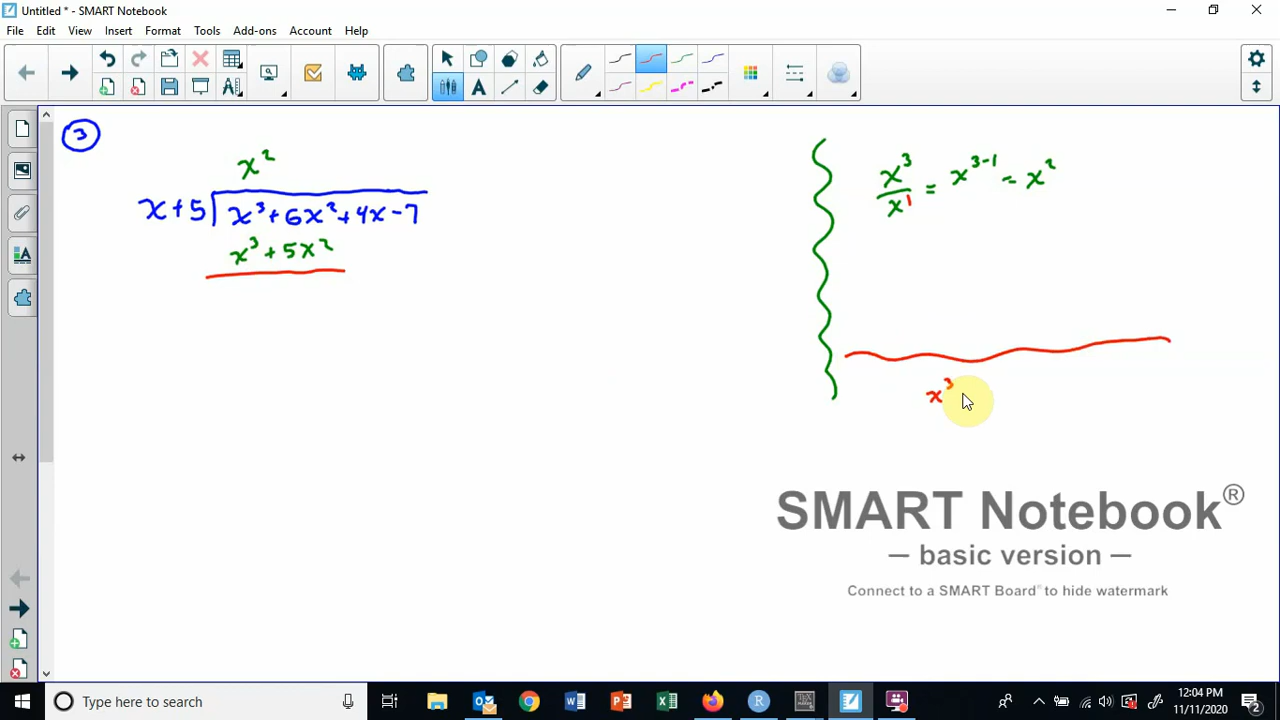 Untitled * - SMART Notebook
File Edit View Insert Format Tools Add-ons Account Help
③
x²
x+5 x³+6x²+4x-7
x³+5x²
x³/x¹ = x³⁻¹ = x²
x³
SMART Notebook®
— basic version —
Connect to a SMART Board® to hide watermark
Type here to search
12:04 PM
11/11/2020